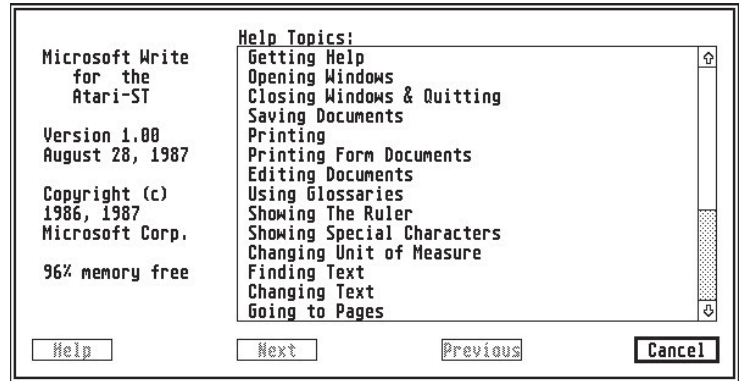 Microsoft Write
for the
Atari-ST
Version 1.00
August 28, 1987
Copyright (c)
1986, 1987
Microsoft Corp.
96% memory free
Help Topics:
Getting Help
Opening Windows
Closing Windows & Quitting
Saving Documents
Printing
Printing Form Documents
Editing Documents
Using Glossaries
Showing The Ruler
Showing Special Characters
Changing Unit of Measure
Finding Text
Changing Text
Going to Pages
Help
Next
Previous
Cancel